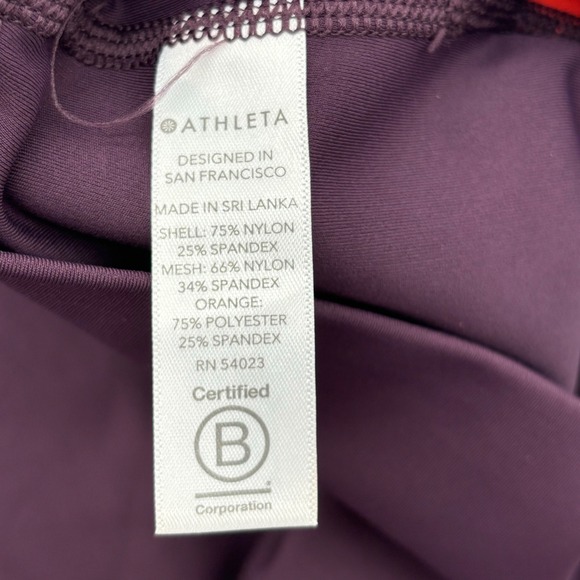 ATHLETA
DESIGNED IN
SAN FRANCISCO
MADE IN SRI LANKA
SHELL: 75% NYLON
25% SPANDEX
MESH: 66% NYLON
34% SPANDEX
ORANGE:
75% POLYESTER
25% SPANDEX
RN 54023
Certified
B
Corporation